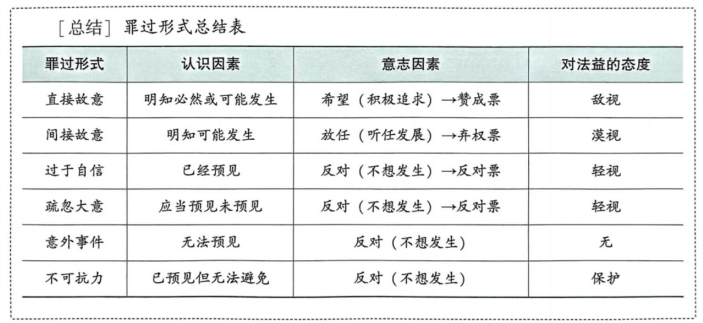 ［总结］罪过形式总结表
罪过形式 认识因素 意志因素 对法益的态度
直接故意 明知必然或可能发生 希望（积极追求）→赞成票 敌视
间接故意 明知可能发生 放任（听任发展）→弃权票 漠视
过于自信 已经预见 反对（不想发生）→反对票 轻视
疏忽大意 应当预见未预见 反对（不想发生）→反对票 轻视
意外事件 无法预见 反对（不想发生） 无
不可抗力 已预见但无法避免 反对（不想发生） 保护